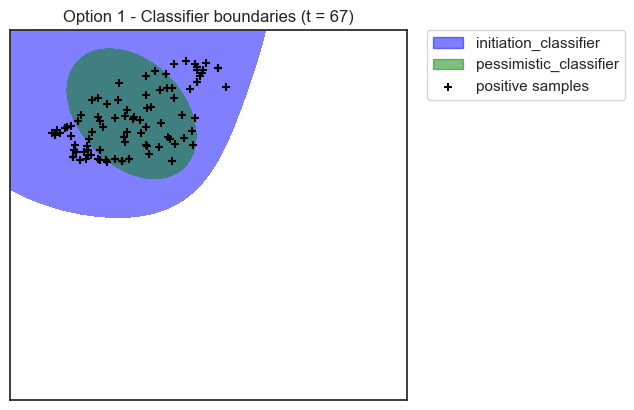 Option 1 - Classifier boundaries (t = 67)
initiation_classifier
pessimistic_classifier
positive samples